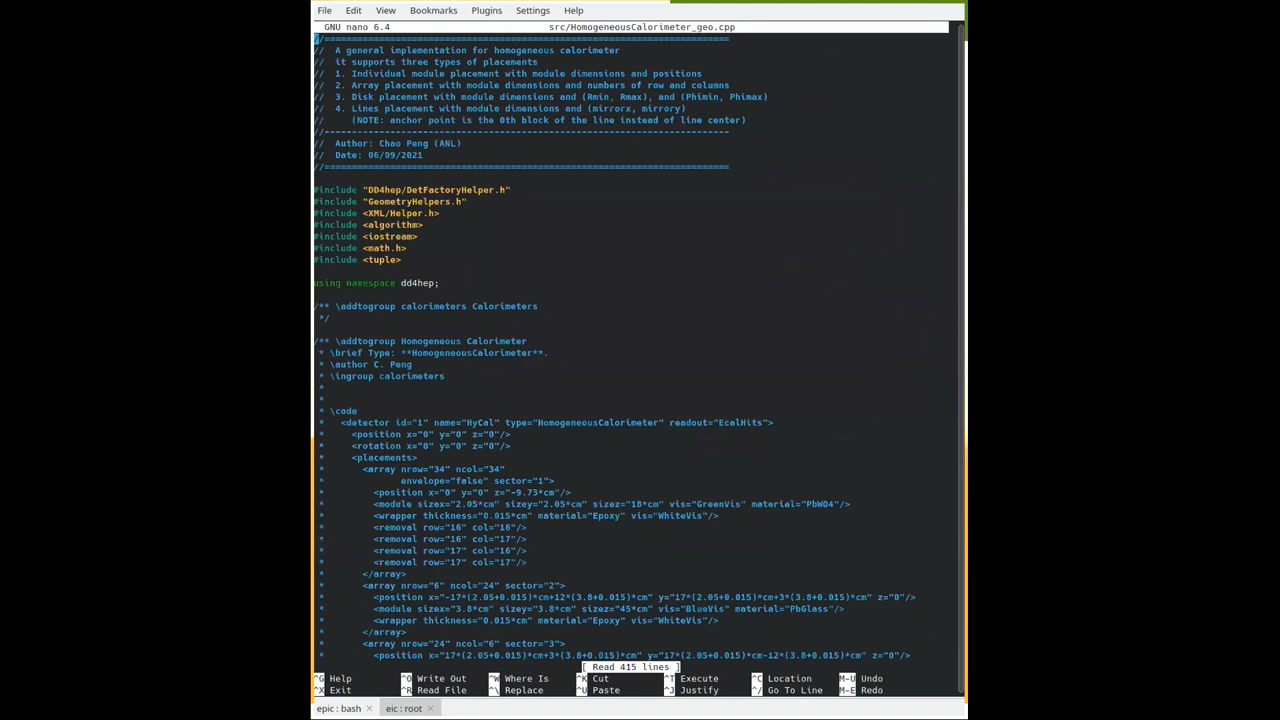 File Edit View Bookmarks Plugins Settings Help
GNU nano 6.4 src/HomogeneousCalorimeter_geo.cpp
//==========================================================================
//  A general implementation for homogeneous calorimeter
//  it supports three types of placements
//  1. Individual module placement with module dimensions and positions
//  2. Array placement with module dimensions and numbers of row and columns
//  3. Disk placement with module dimensions and (Rmin, Rmax), and (Phimin, Phimax)
//  4. Lines placement with module dimensions and (mirrorx, mirrory)
//     (NOTE: anchor point is the 0th block of the line instead of line center)
//--------------------------------------------------------------------------
//  Author: Chao Peng (ANL)
//  Date: 06/09/2021
//==========================================================================
#include "DD4hep/DetFactoryHelper.h"
#include "GeometryHelpers.h"
#include <XML/Helper.h>
#include <algorithm>
#include <iostream>
#include <math.h>
#include <tuple>
using namespace dd4hep;
/** \addtogroup calorimeters Calorimeters
 */
/** \addtogroup Homogeneous Calorimeter
 * \brief Type: **HomogeneousCalorimeter**.
 * \author C. Peng
 * \ingroup calorimeters
 *
 *
 * \code
 *   <detector id="1" name="HyCal" type="HomogeneousCalorimeter" readout="EcalHits">
 *     <position x="0" y="0" z="0"/>
 *     <rotation x="0" y="0" z="0"/>
 *     <placements>
 *       <array nrow="34" ncol="34"
 *              envelope="false" sector="1">
 *         <position x="0" y="0" z="-9.73*cm"/>
 *         <module sizex="2.05*cm" sizey="2.05*cm" sizez="18*cm" vis="GreenVis" material="PbWO4"/>
 *         <wrapper thickness="0.015*cm" material="Epoxy" vis="WhiteVis"/>
 *         <removal row="16" col="16"/>
 *         <removal row="16" col="17"/>
 *         <removal row="17" col="16"/>
 *         <removal row="17" col="17"/>
 *       </array>
 *       <array nrow="6" ncol="24" sector="2">
 *         <position x="-17*(2.05+0.015)*cm+12*(3.8+0.015)*cm" y="17*(2.05+0.015)*cm+3*(3.8+0.015)*cm" z="0"/>
 *         <module sizex="3.8*cm" sizey="3.8*cm" sizez="45*cm" vis="BlueVis" material="PbGlass"/>
 *         <wrapper thickness="0.015*cm" material="Epoxy" vis="WhiteVis"/>
 *       </array>
 *       <array nrow="24" ncol="6" sector="3">
 *         <position x="17*(2.05+0.015)*cm+3*(3.8+0.015)*cm" y="17*(2.05+0.015)*cm-12*(3.8+0.015)*cm" z="0"/>
[ Read 415 lines ]
^G Help ^O Write Out ^W Where Is ^K Cut ^T Execute ^C Location M-U Undo
^X Exit ^R Read File ^\ Replace ^U Paste ^J Justify ^/ Go To Line M-E Redo
epic : bash eic : root